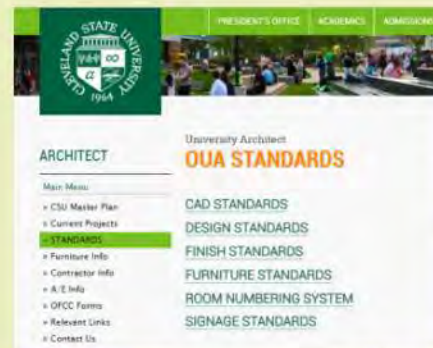 CLEVELAND STATE UNIVERSITY
1964
PRESIDENT'S OFFICE
ACADEMICS
ADMISSIONS
ARCHITECT
Main Menu
» CSU Master Plan
» Current Projects
» STANDARDS
» Furniture Info
» Contractor Info
» A/E Info
» OFCC Forms
» Relevant Links
» Contact Us
University Architect
OUA STANDARDS
CAD STANDARDS
DESIGN STANDARDS
FINISH STANDARDS
FURNITURE STANDARDS
ROOM NUMBERING SYSTEM
SIGNAGE STANDARDS